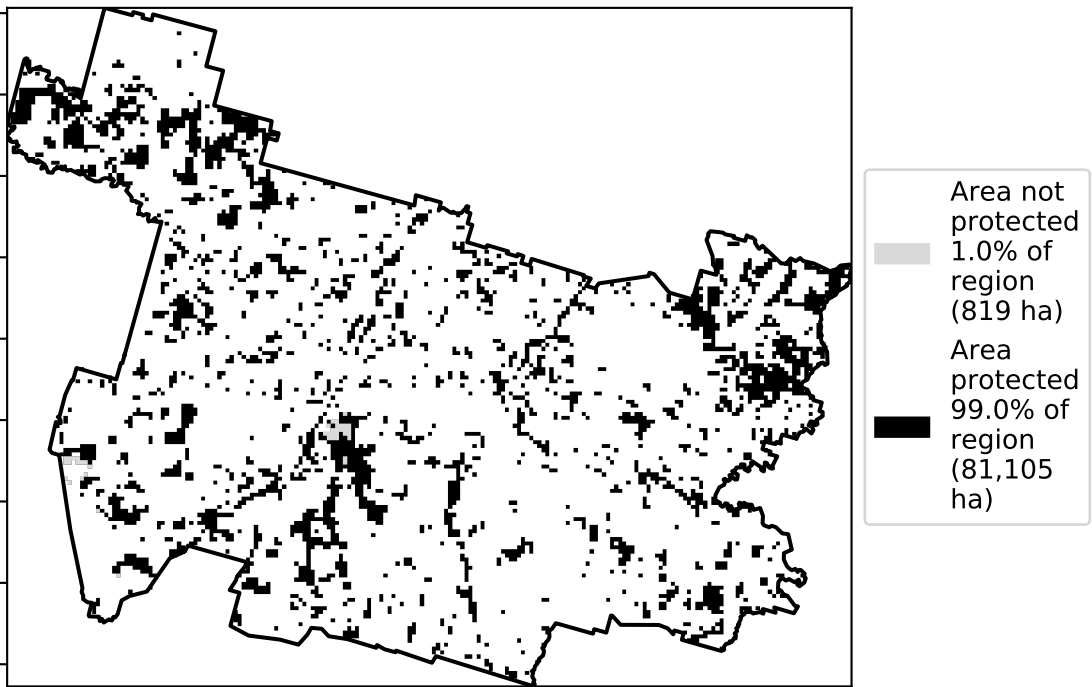 Area not
protected
1.0% of
region
(819 ha)
Area
protected
99.0% of
region
(81,105
ha)